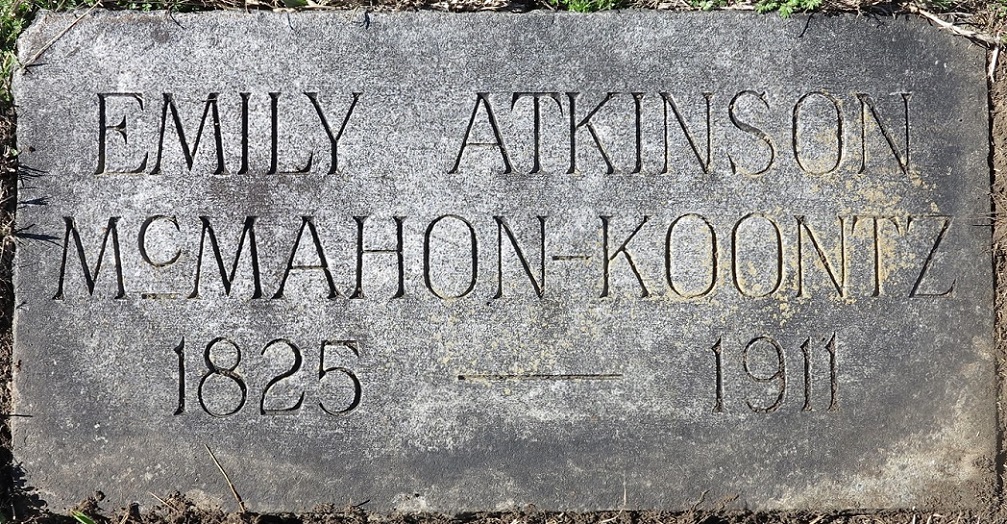 EMILY ATKINSON
McMAHON-KOONTZ
1825 — 1911